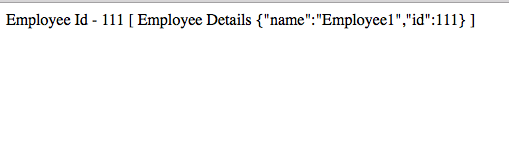 Employee Id - 111 [ Employee Details {"name":"Employee1","id":111} ]